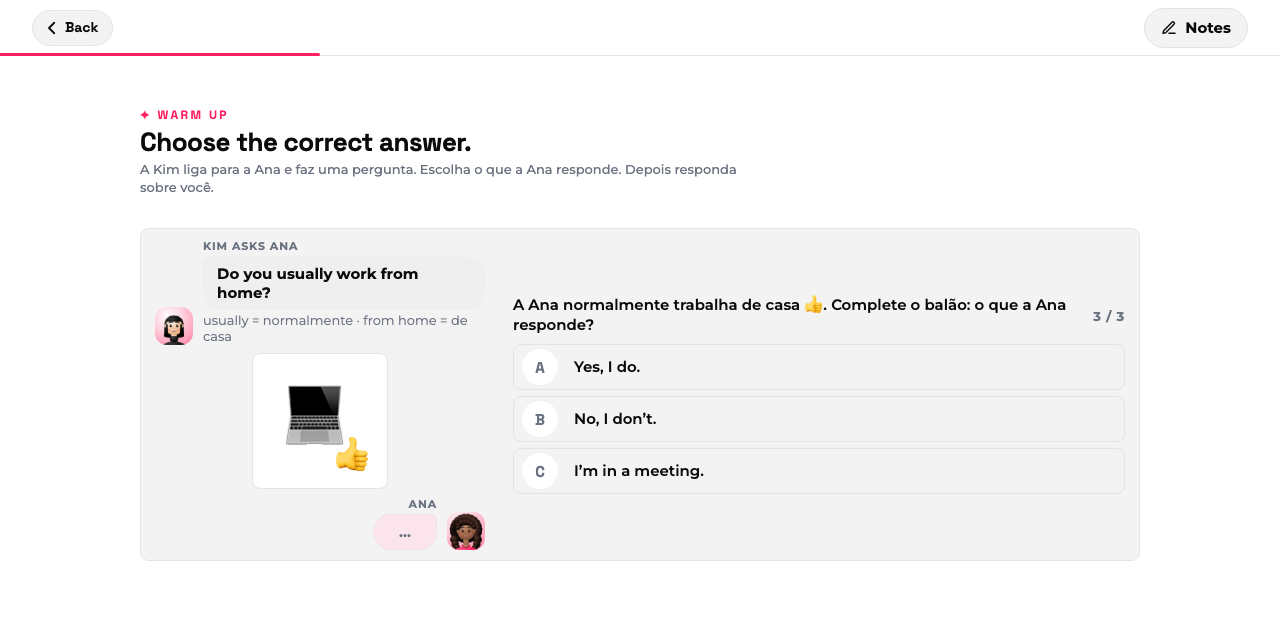 Back
Notes
WARM UP
Choose the correct answer.
A Kim liga para a Ana e faz uma pergunta. Escolha o que a Ana responde. Depois responda
sobre você.
KIM ASKS ANA
Do you usually work from
home?
usually = normalmente · from home = de
casa
ANA
...
A Ana normalmente trabalha de casa 👍. Complete o balão: o que a Ana
responde?
3 / 3
A Yes, I do.
B No, I don’t.
C I’m in a meeting.